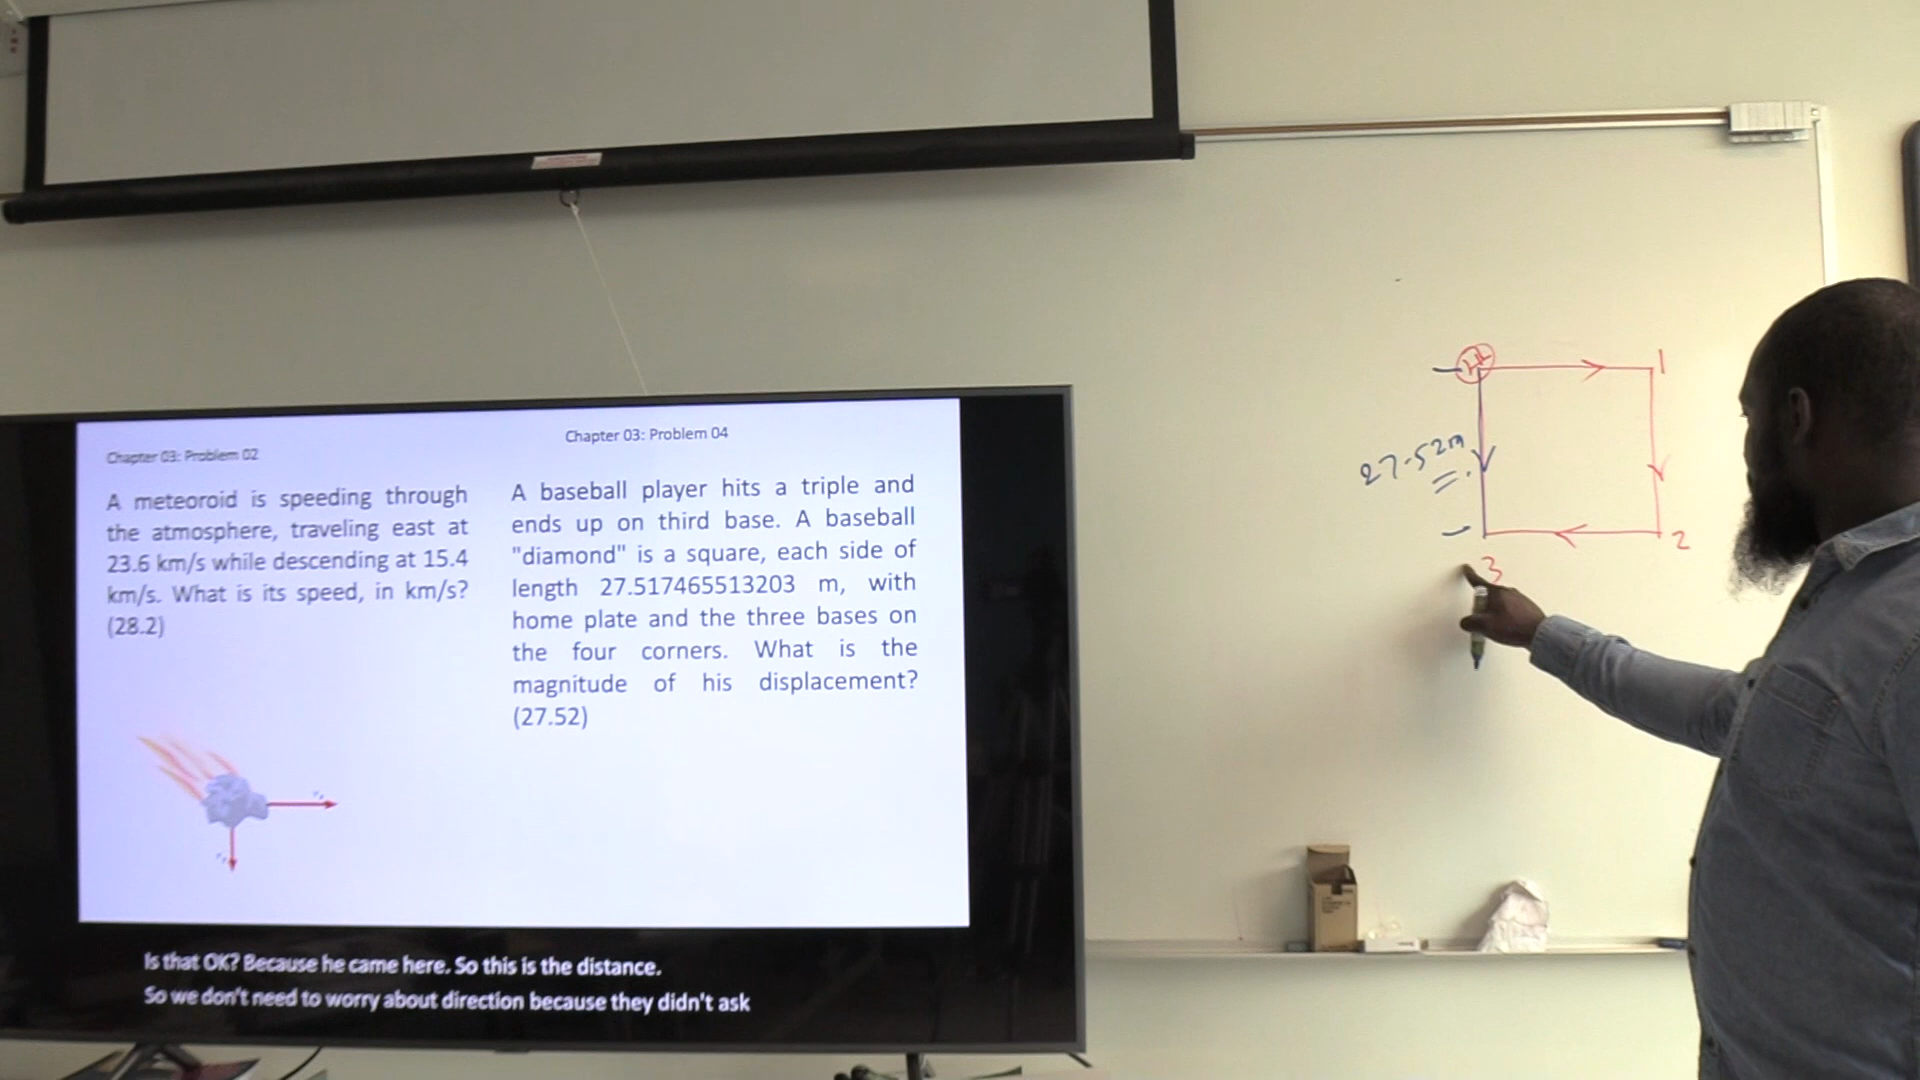 Chapter 03: Problem 02
A meteoroid is speeding through
the atmosphere, traveling east at
23.6 km/s while descending at 15.4
km/s. What is its speed, in km/s?
(28.2)
Chapter 03: Problem 04
A baseball player hits a triple and
ends up on third base. A baseball
"diamond" is a square, each side of
length 27.517465513203 m, with
home plate and the three bases on
the four corners. What is the
magnitude of his displacement?
(27.52)
Is that OK? Because he came here. So this is the distance.
So we don't need to worry about direction because they didn't ask
1
27.52m
2
3